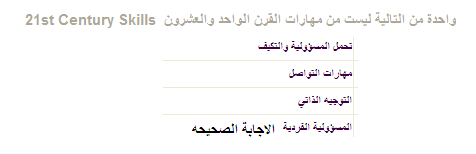 واحدة من التالية ليست من مهارات القرن الواحد والعشرون 21st Century Skills
تحمل المسؤولية والتكيف
مهارات التواصل
التوجيه الذاتي
المسؤولية الفردية الاجابة الصحيحه